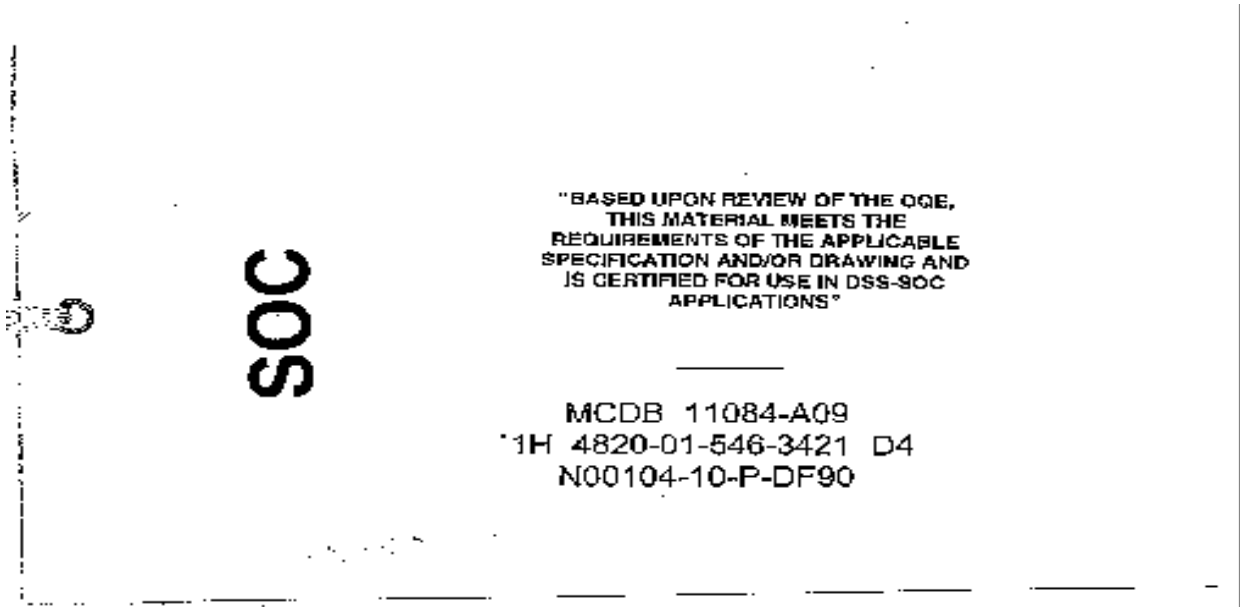 SOC
"BASED UPON REVIEW OF THE OQE,
THIS MATERIAL MEETS THE
REQUIREMENTS OF THE APPLICABLE
SPECIFICATION AND/OR DRAWING AND
IS CERTIFIED FOR USE IN DSS-SOC
APPLICATIONS"
MCDB 11084-A09
1H 4820-01-546-3421 D4
N00104-10-P-DF90